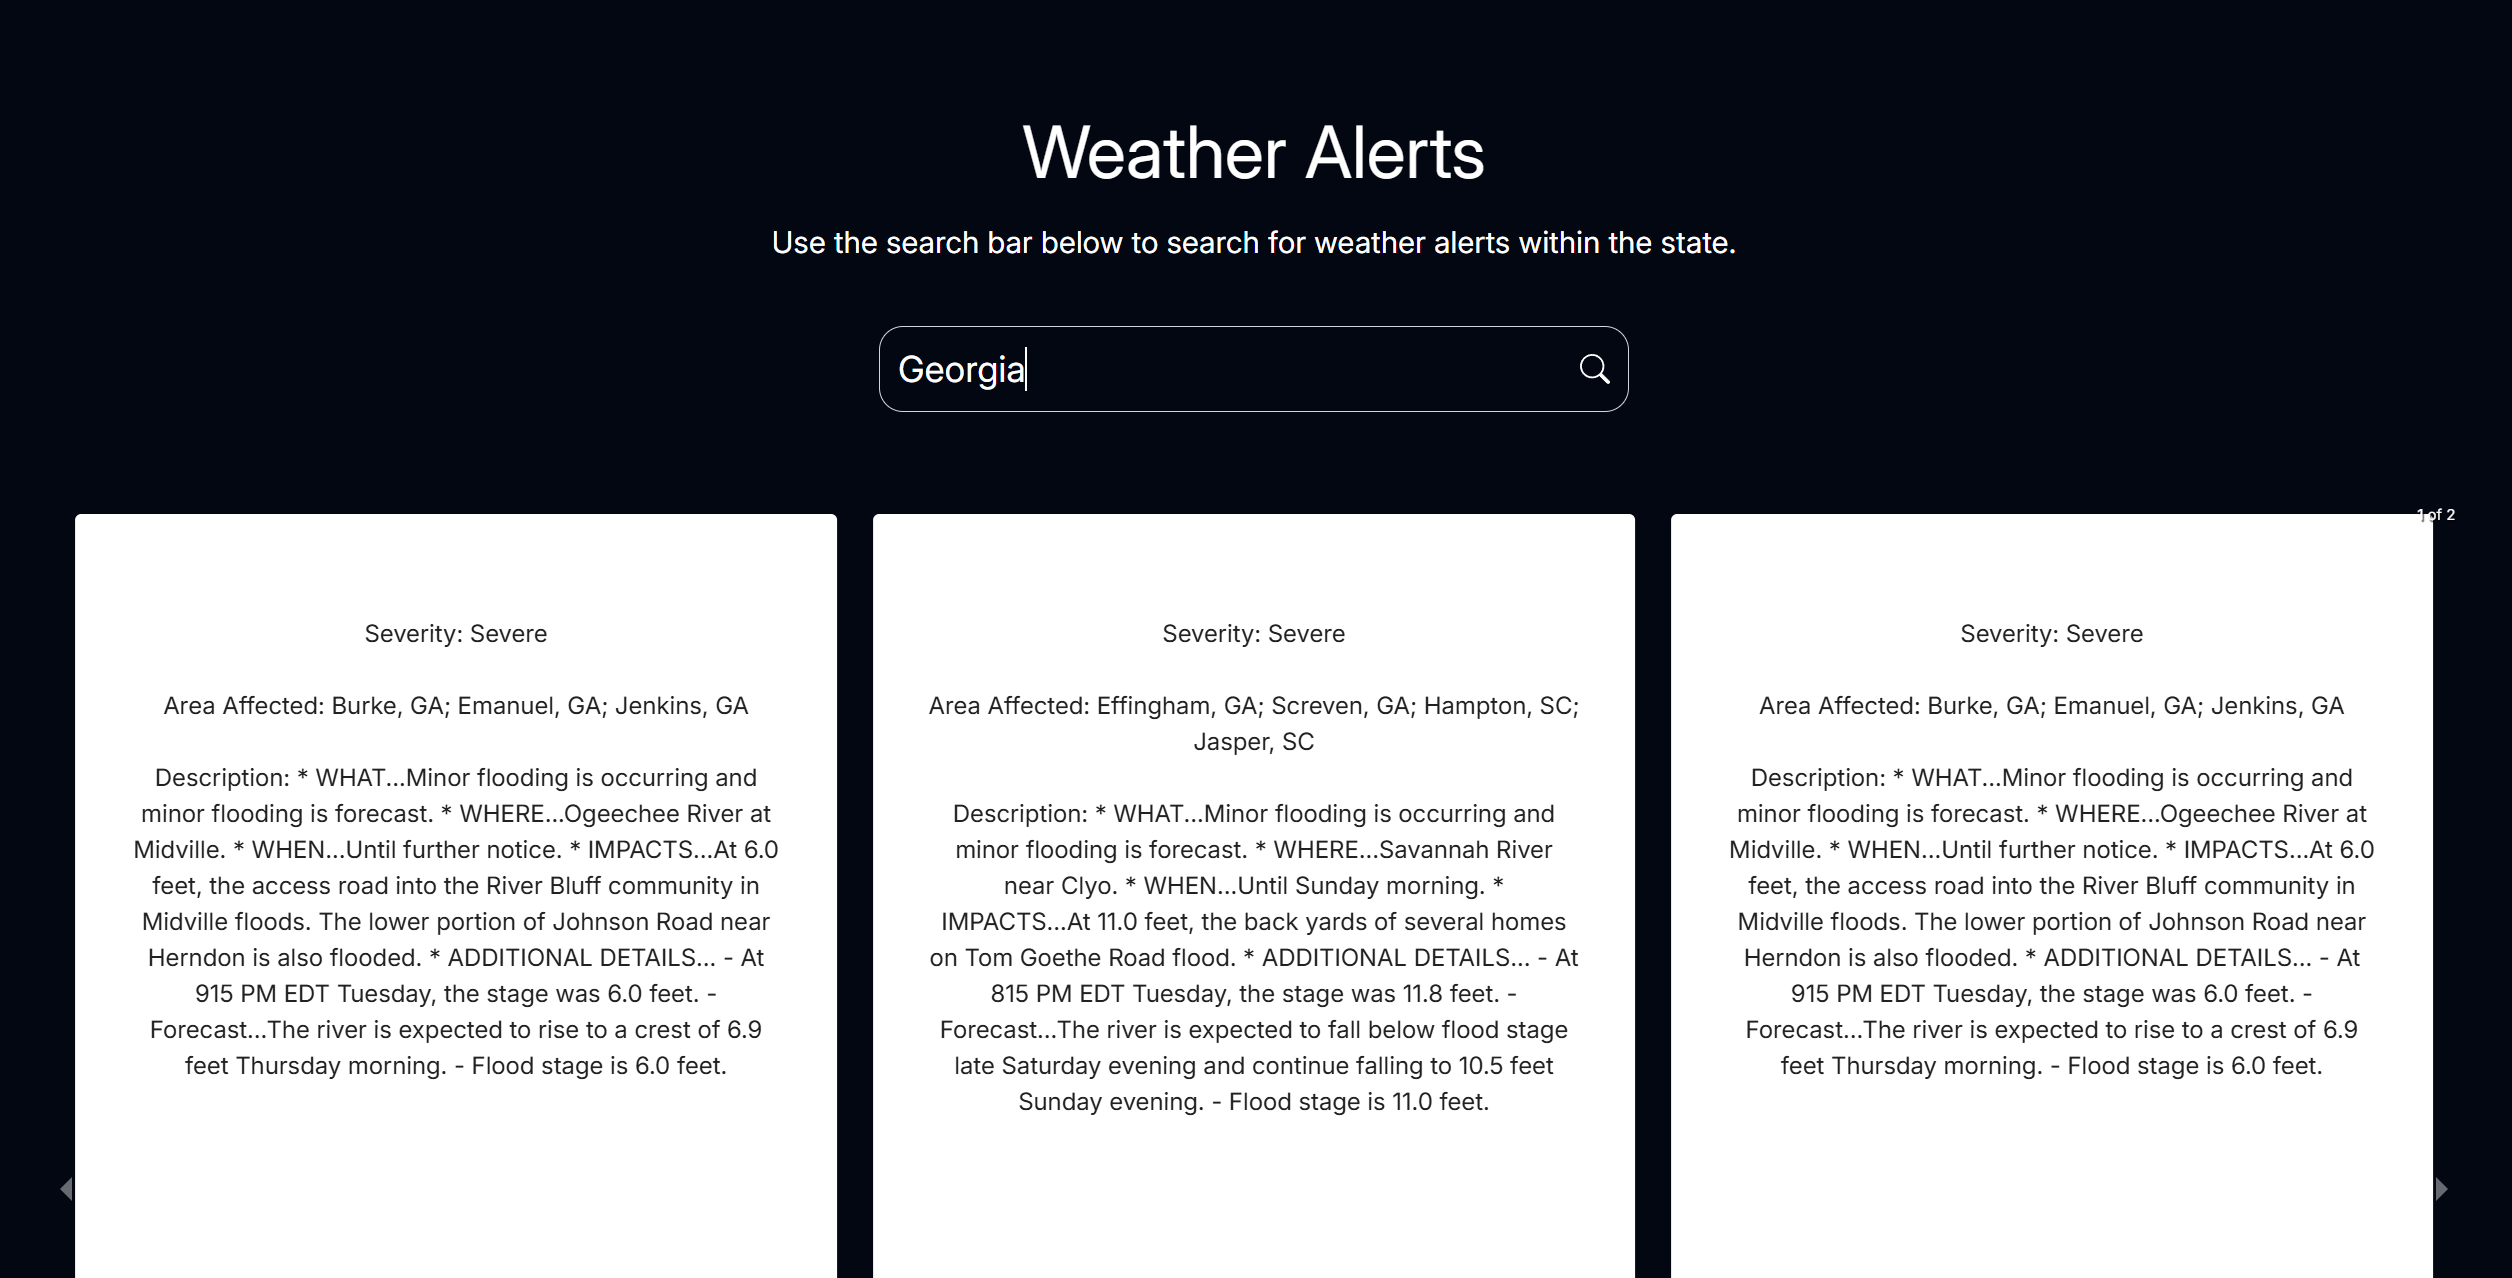 Weather Alerts
Use the search bar below to search for weather alerts within the state.
Georgia
1 of 2
Severity: Severe
Area Affected: Burke, GA; Emanuel, GA; Jenkins, GA
Description: * WHAT...Minor flooding is occurring and
minor flooding is forecast. * WHERE...Ogeechee River at
Midville. * WHEN...Until further notice. * IMPACTS...At 6.0
feet, the access road into the River Bluff community in
Midville floods. The lower portion of Johnson Road near
Herndon is also flooded. * ADDITIONAL DETAILS... - At
915 PM EDT Tuesday, the stage was 6.0 feet. -
Forecast...The river is expected to rise to a crest of 6.9
feet Thursday morning. - Flood stage is 6.0 feet.
Severity: Severe
Area Affected: Effingham, GA; Screven, GA; Hampton, SC;
Jasper, SC
Description: * WHAT...Minor flooding is occurring and
minor flooding is forecast. * WHERE...Savannah River
near Clyo. * WHEN...Until Sunday morning. *
IMPACTS...At 11.0 feet, the back yards of several homes
on Tom Goethe Road flood. * ADDITIONAL DETAILS... - At
815 PM EDT Tuesday, the stage was 11.8 feet. -
Forecast...The river is expected to fall below flood stage
late Saturday evening and continue falling to 10.5 feet
Sunday evening. - Flood stage is 11.0 feet.
Severity: Severe
Area Affected: Burke, GA; Emanuel, GA; Jenkins, GA
Description: * WHAT...Minor flooding is occurring and
minor flooding is forecast. * WHERE...Ogeechee River at
Midville. * WHEN...Until further notice. * IMPACTS...At 6.0
feet, the access road into the River Bluff community in
Midville floods. The lower portion of Johnson Road near
Herndon is also flooded. * ADDITIONAL DETAILS... - At
915 PM EDT Tuesday, the stage was 6.0 feet. -
Forecast...The river is expected to rise to a crest of 6.9
feet Thursday morning. - Flood stage is 6.0 feet.